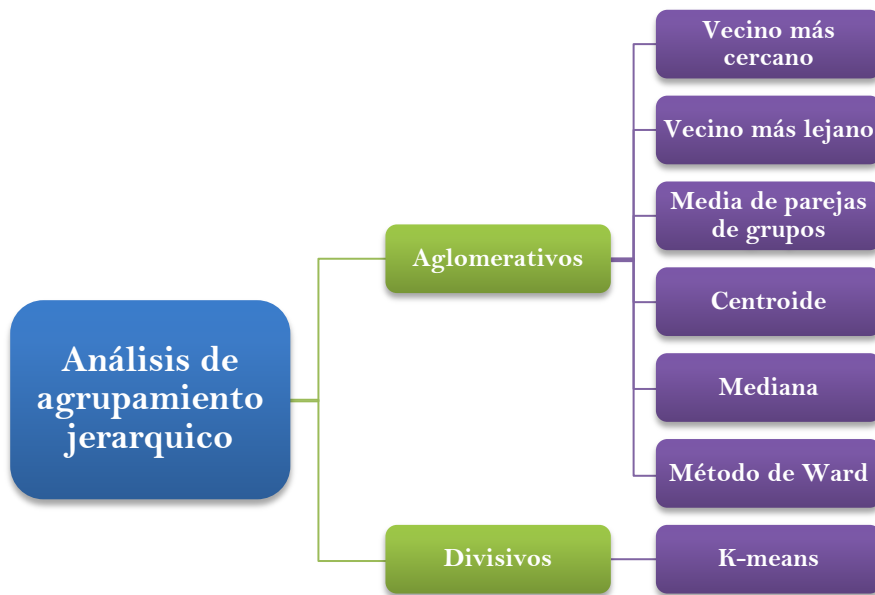 Análisis de
agrupamiento
jerarquico
Aglomerativos
Vecino más
cercano
Vecino más lejano
Media de parejas
de grupos
Centroide
Mediana
Método de Ward
Divisivos
K-means